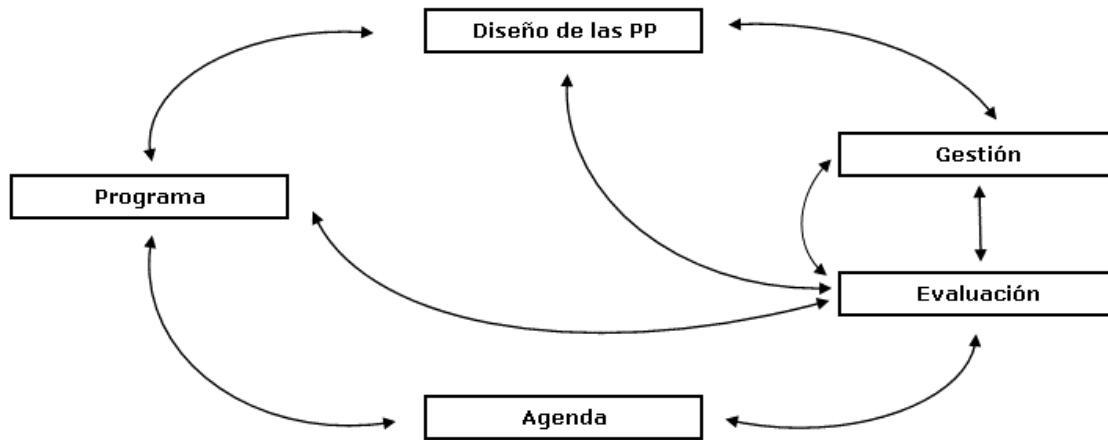 Diseño de las PP
Gestión
Programa
Evaluación
Agenda